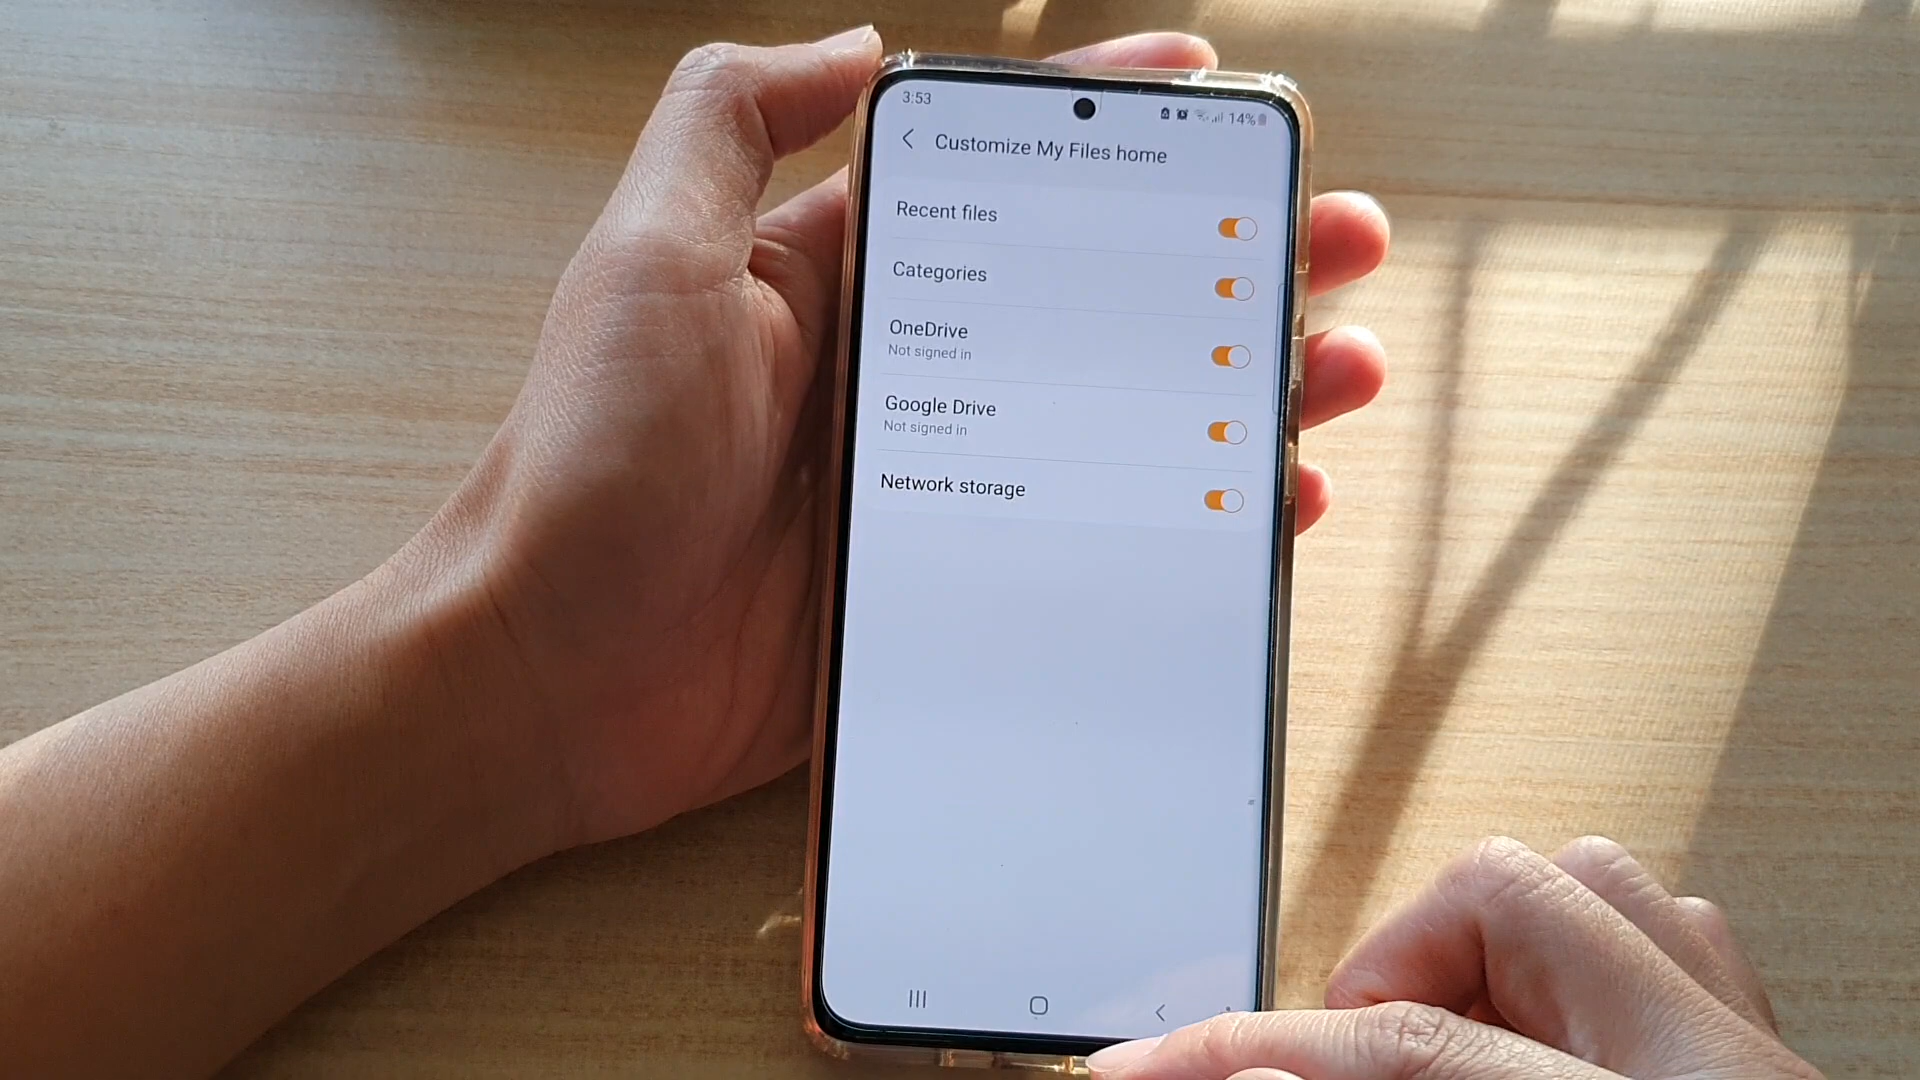 3:53
14%
Customize My Files home
Recent files
Categories
OneDrive
Not signed in
Google Drive
Not signed in
Network storage